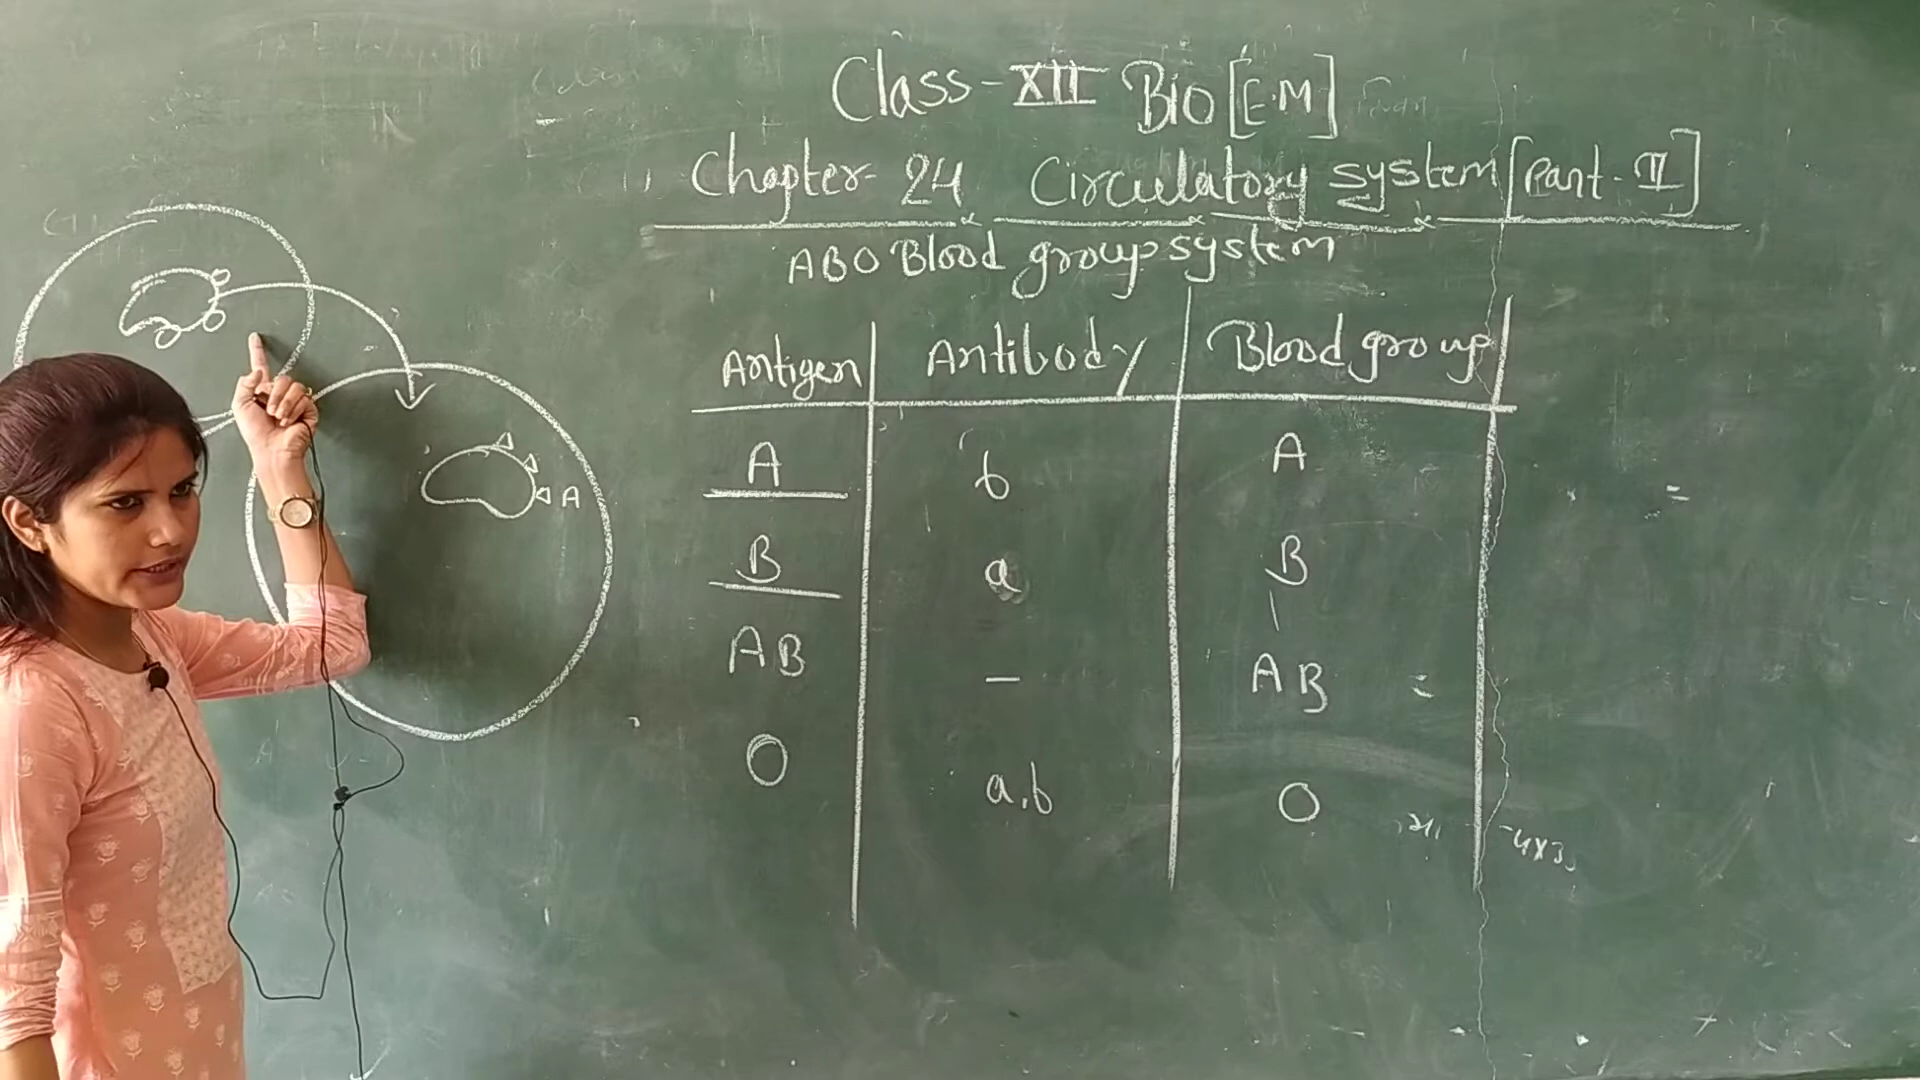 Class-XII Bio [E.M]
Chapter- 24 Circulatory system [Part-II]
ABO Blood group system
Antigen Antibody Blood group
A b A
B a B
AB - AB
O a,b O
A